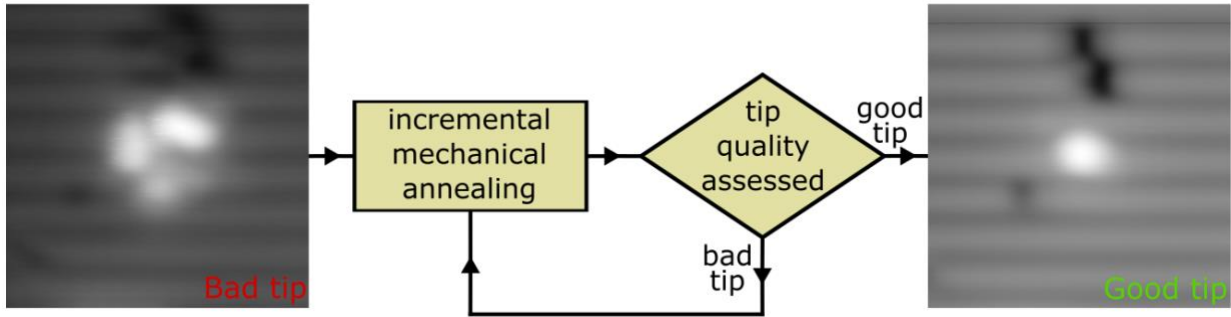 Bad tip
incremental
mechanical
annealing
tip
quality
assessed
good
tip
bad
tip
Good tip